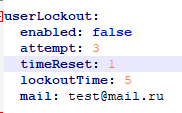 userLockout:
  enabled: false
  attempt: 3
  timeReset: 1
  lockoutTime: 5
  mail: test@mail.ru